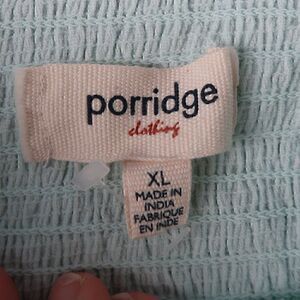 porridge
clothing
XL
MADE IN
INDIA
FABRIQUE
EN INDE